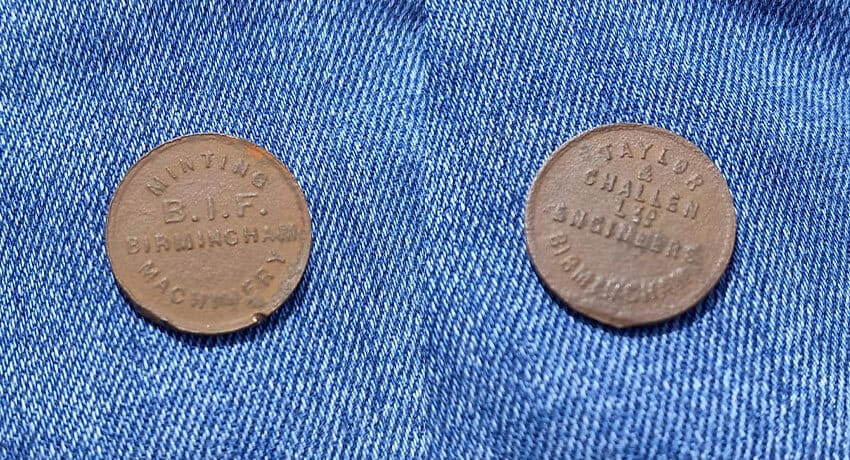 MINTING
B.I.F.
BIRMINGHAM
MACHINERY
TAYLOR
&
CHALLEN
LTD
ENGINEERS
BIRMINGHAM